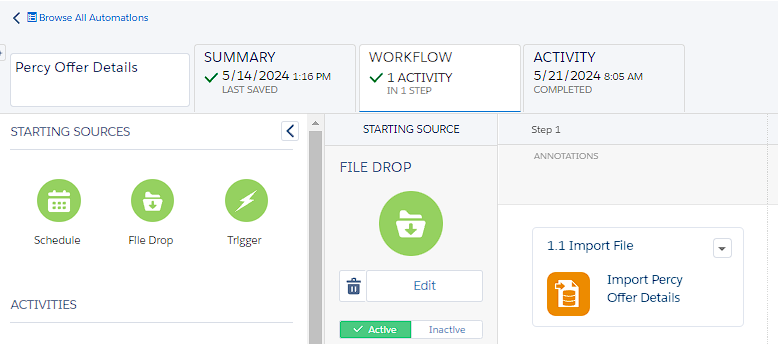 Browse All Automations
Percy Offer Details
SUMMARY
5/14/2024 1:16 PM
LAST SAVED
WORKFLOW
1 ACTIVITY
IN 1 STEP
ACTIVITY
5/21/2024 8:05 AM
COMPLETED
STARTING SOURCES
Schedule
File Drop
Trigger
ACTIVITIES
STARTING SOURCE
FILE DROP
Edit
Active
Inactive
Step 1
ANNOTATIONS
1.1 Import File
Import Percy
Offer Details